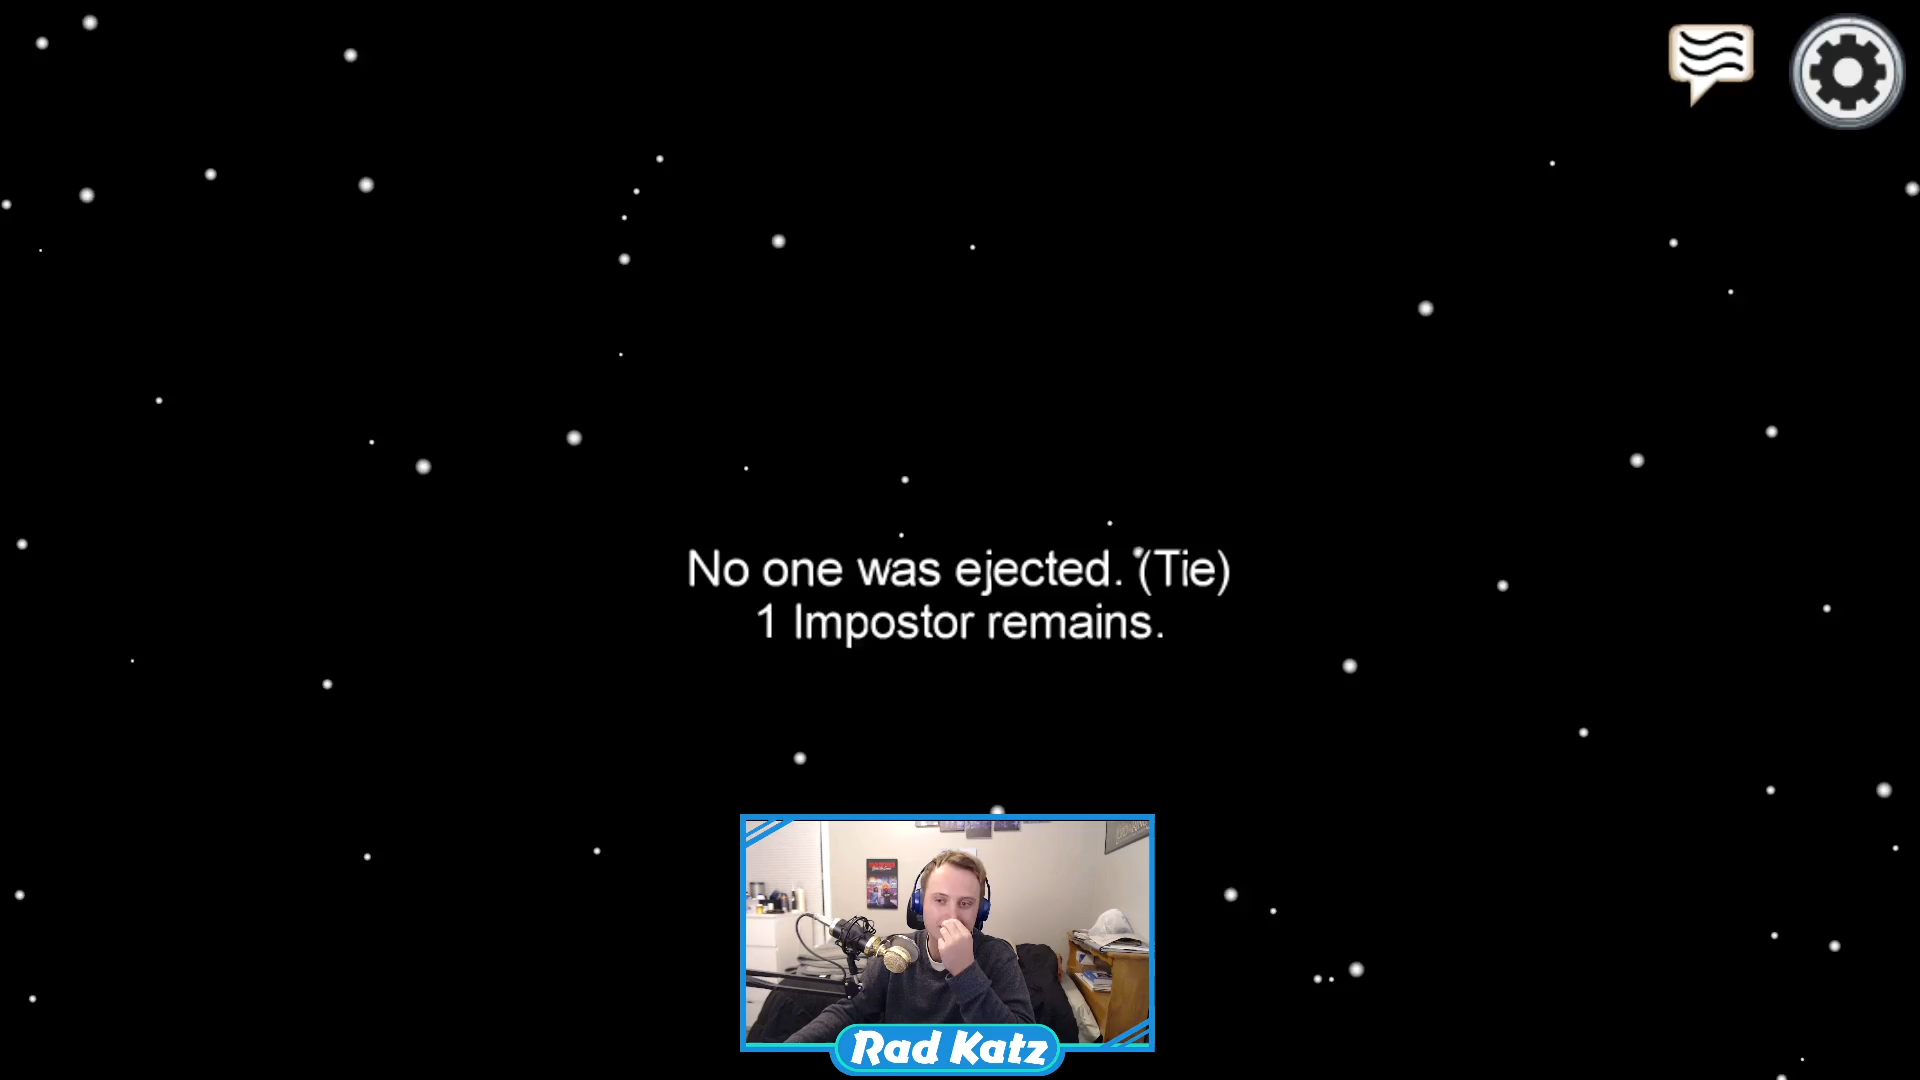 No one was ejected. (Tie)
1 Impostor remains.
Rad Katz